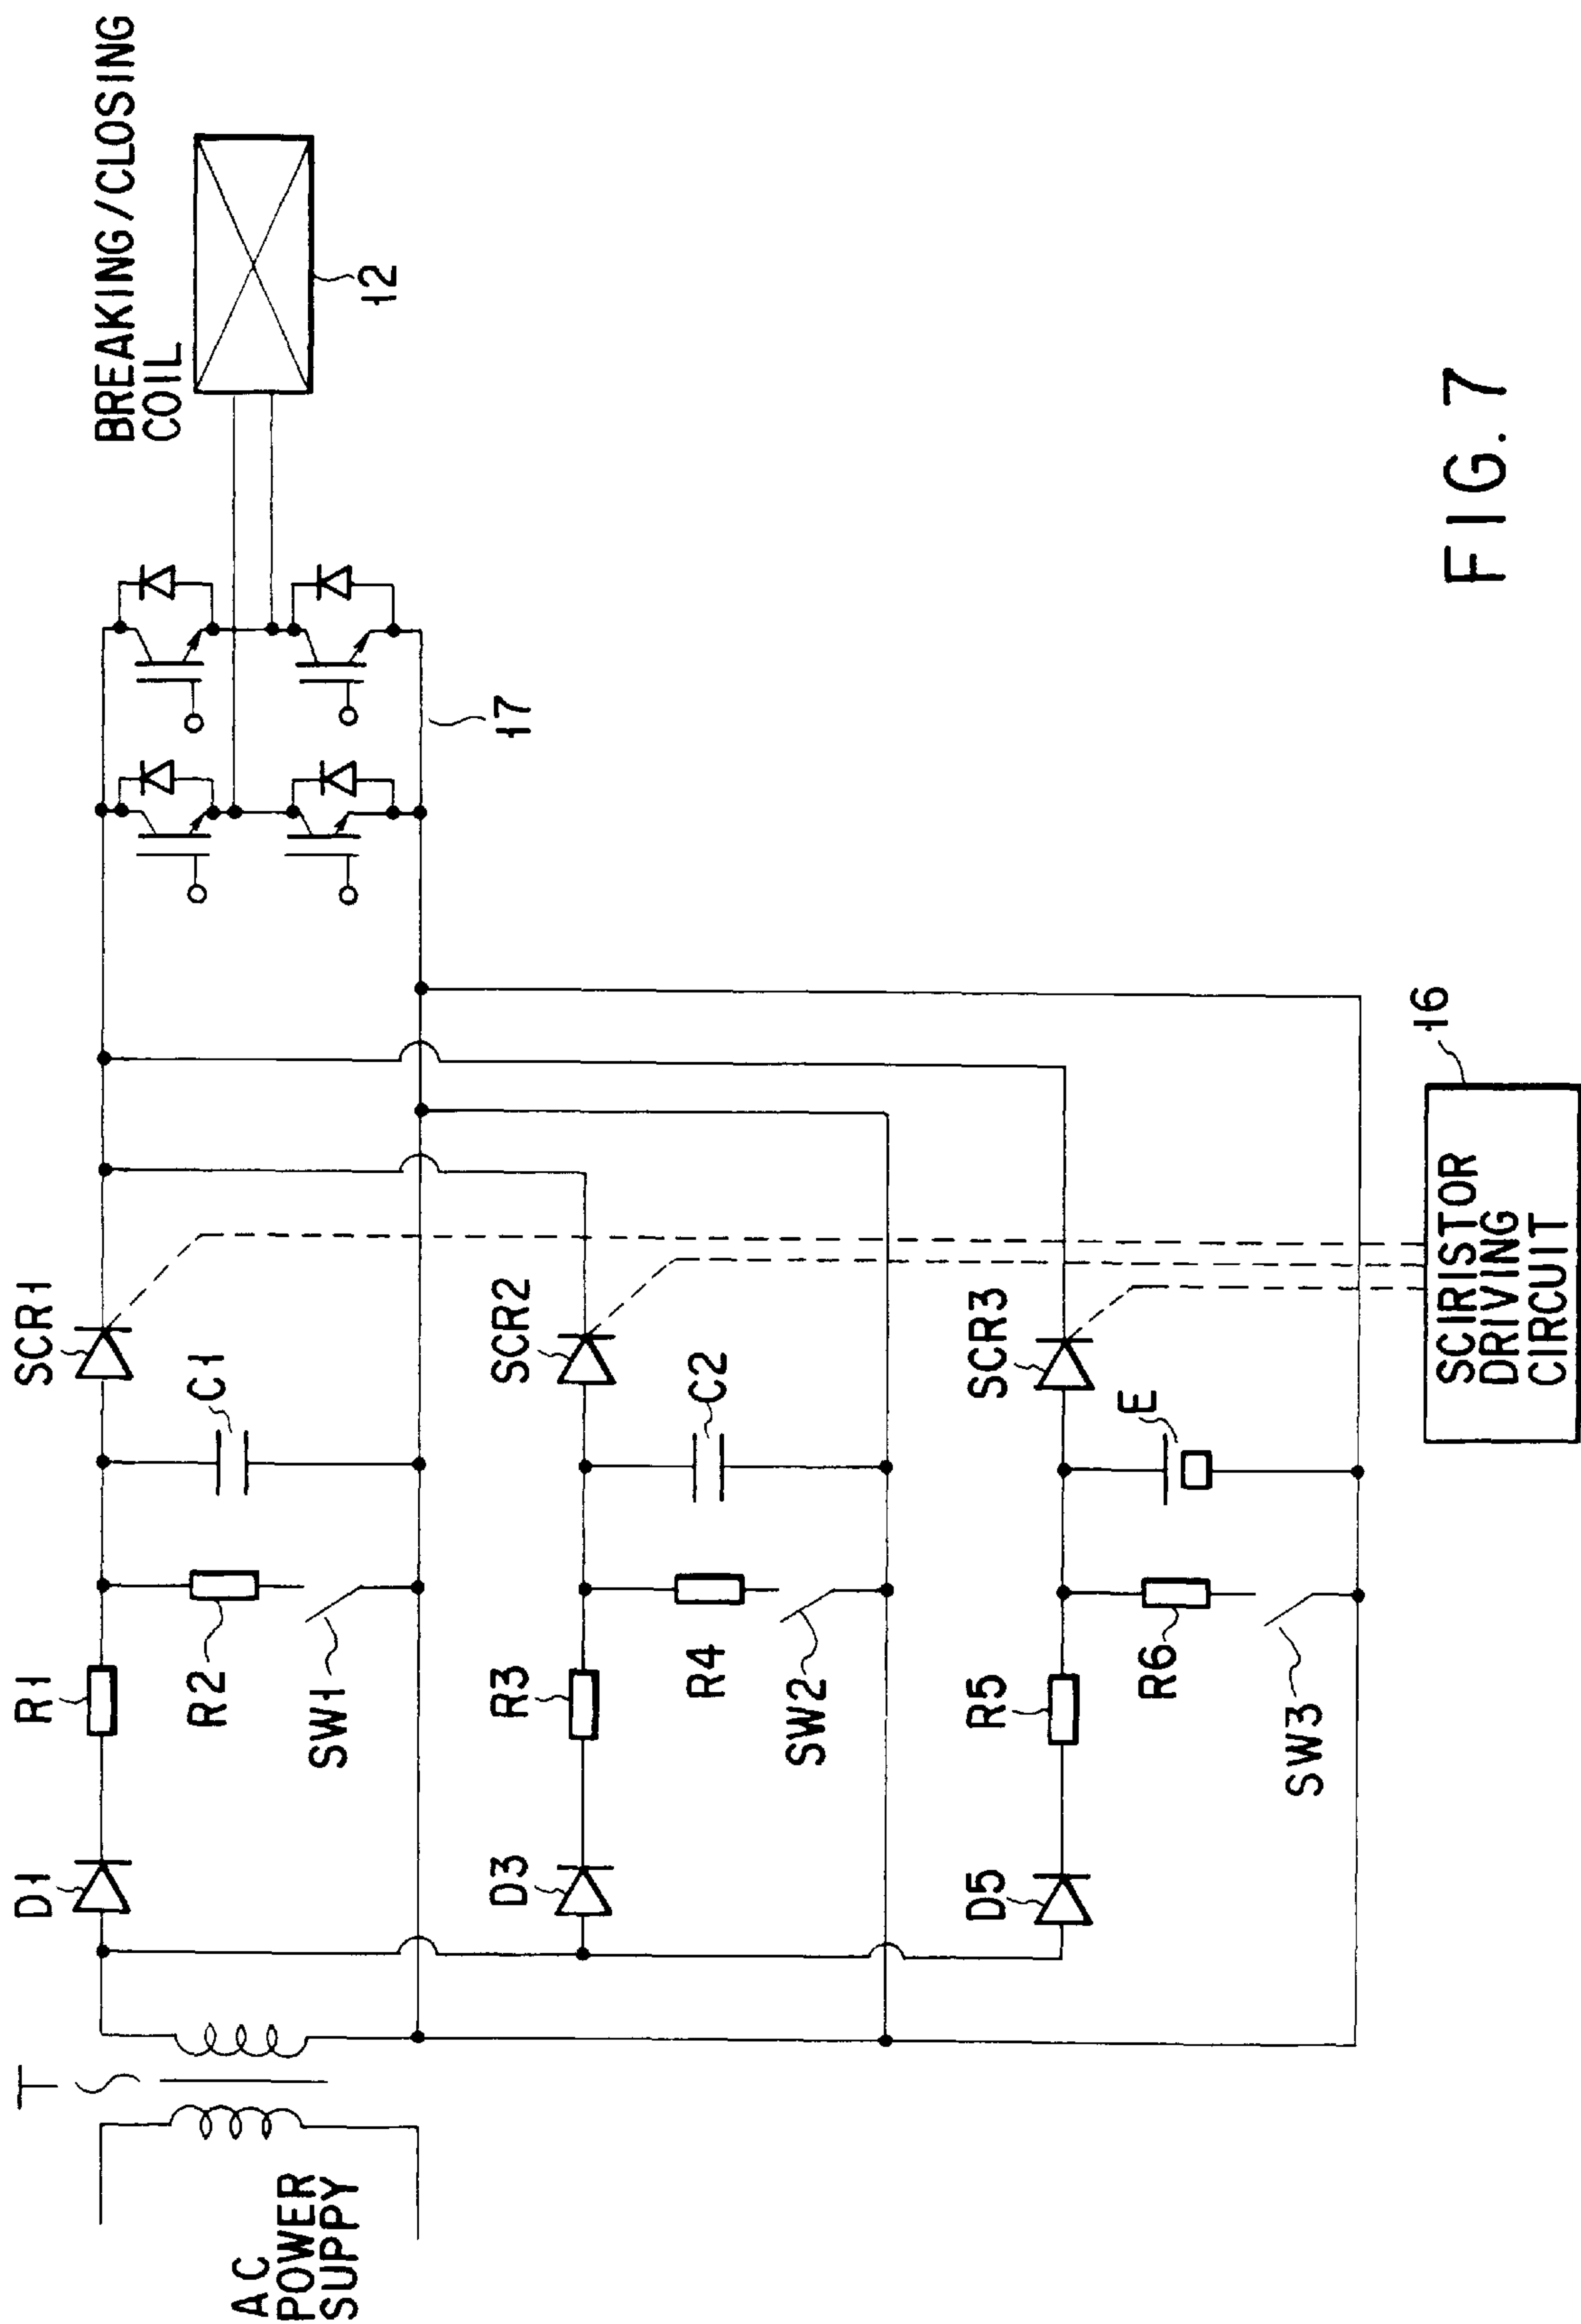 AC
POWER
SUPPY
T
D1
R1
R2
SW1
C1
SCR1
D3
R3
R4
SW2
C2
SCR2
D5
R5
R6
SW3
E
SCR3
SCIRISTOR
DRIVING
CIRCUIT
16
17
BREAKING/CLOSING
COIL
12
FIG. 7